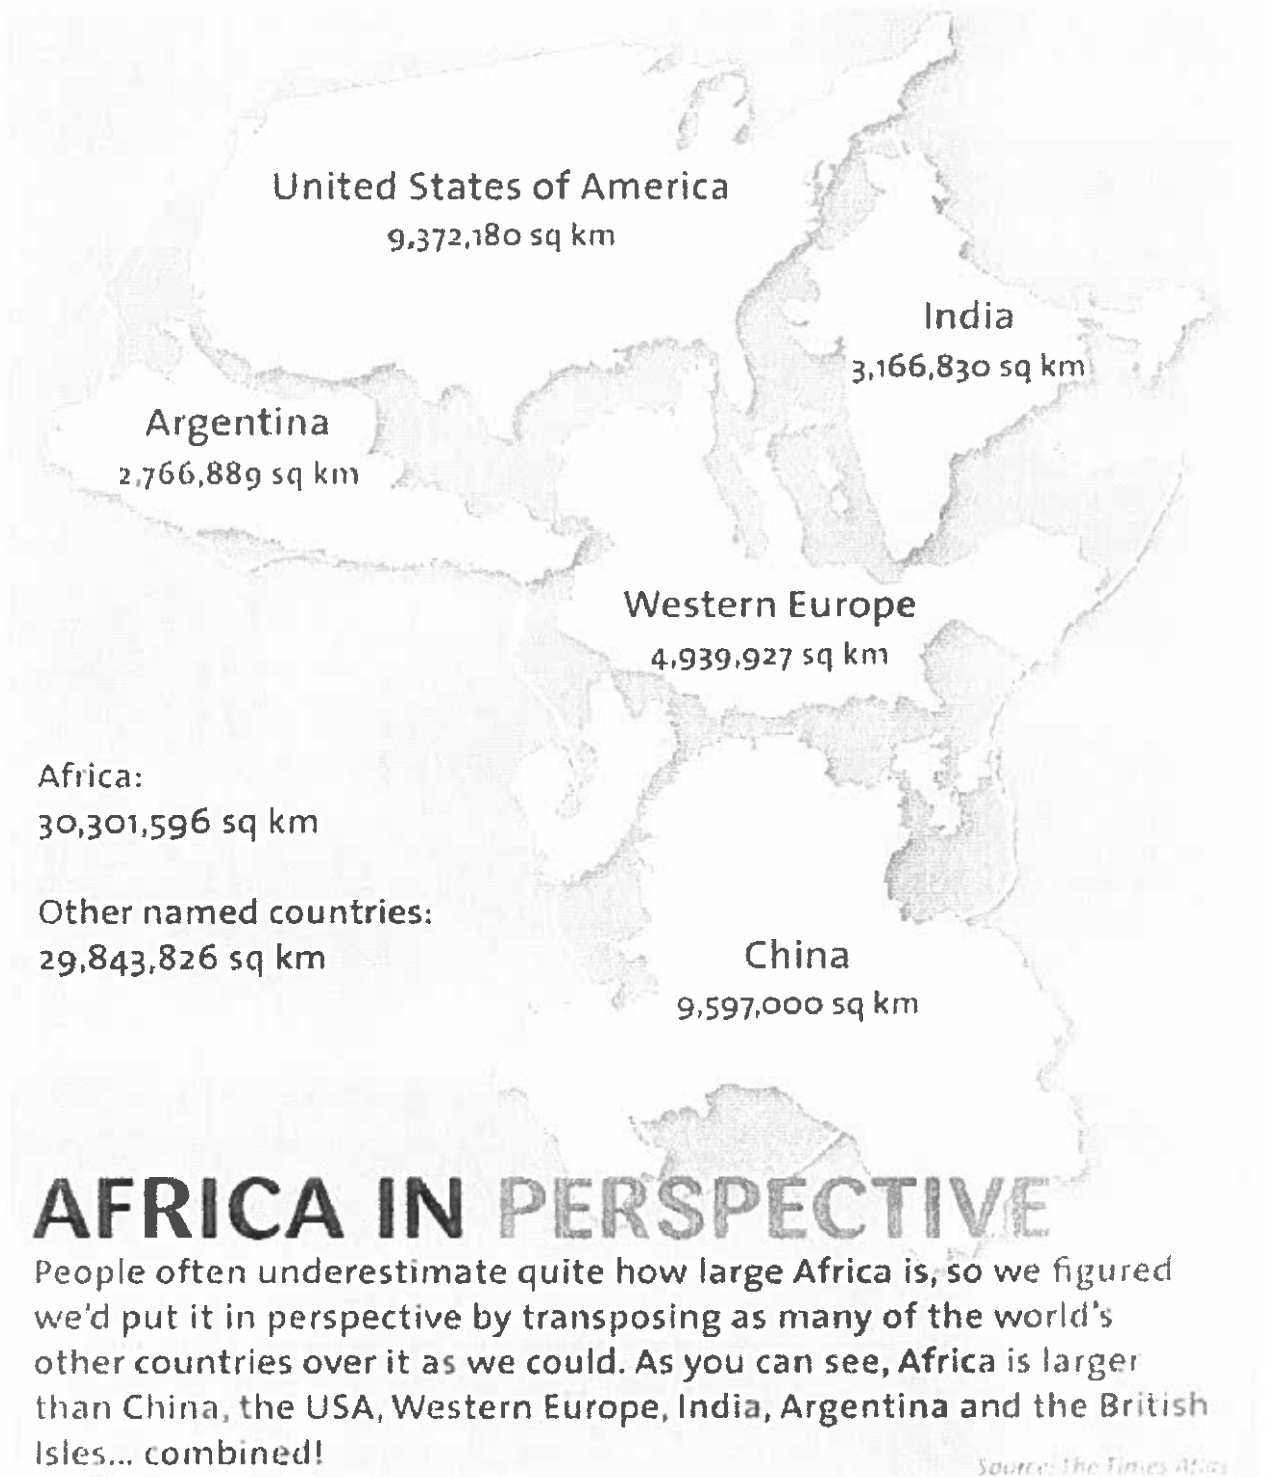 United States of America
9,372,180 sq km
India
3,166,830 sq km
Argentina
2,766,889 sq km
Western Europe
4,939,927 sq km
Africa:
30,301,596 sq km
Other named countries:
29,843,826 sq km
China
9,597,000 sq km
AFRICA IN PERSPECTIVE
People often underestimate quite how large Africa is, so we figured
we'd put it in perspective by transposing as many of the world's
other countries over it as we could. As you can see, Africa is larger
than China, the USA, Western Europe, India, Argentina and the British
Isles... combined!
Source: The Times Atlas